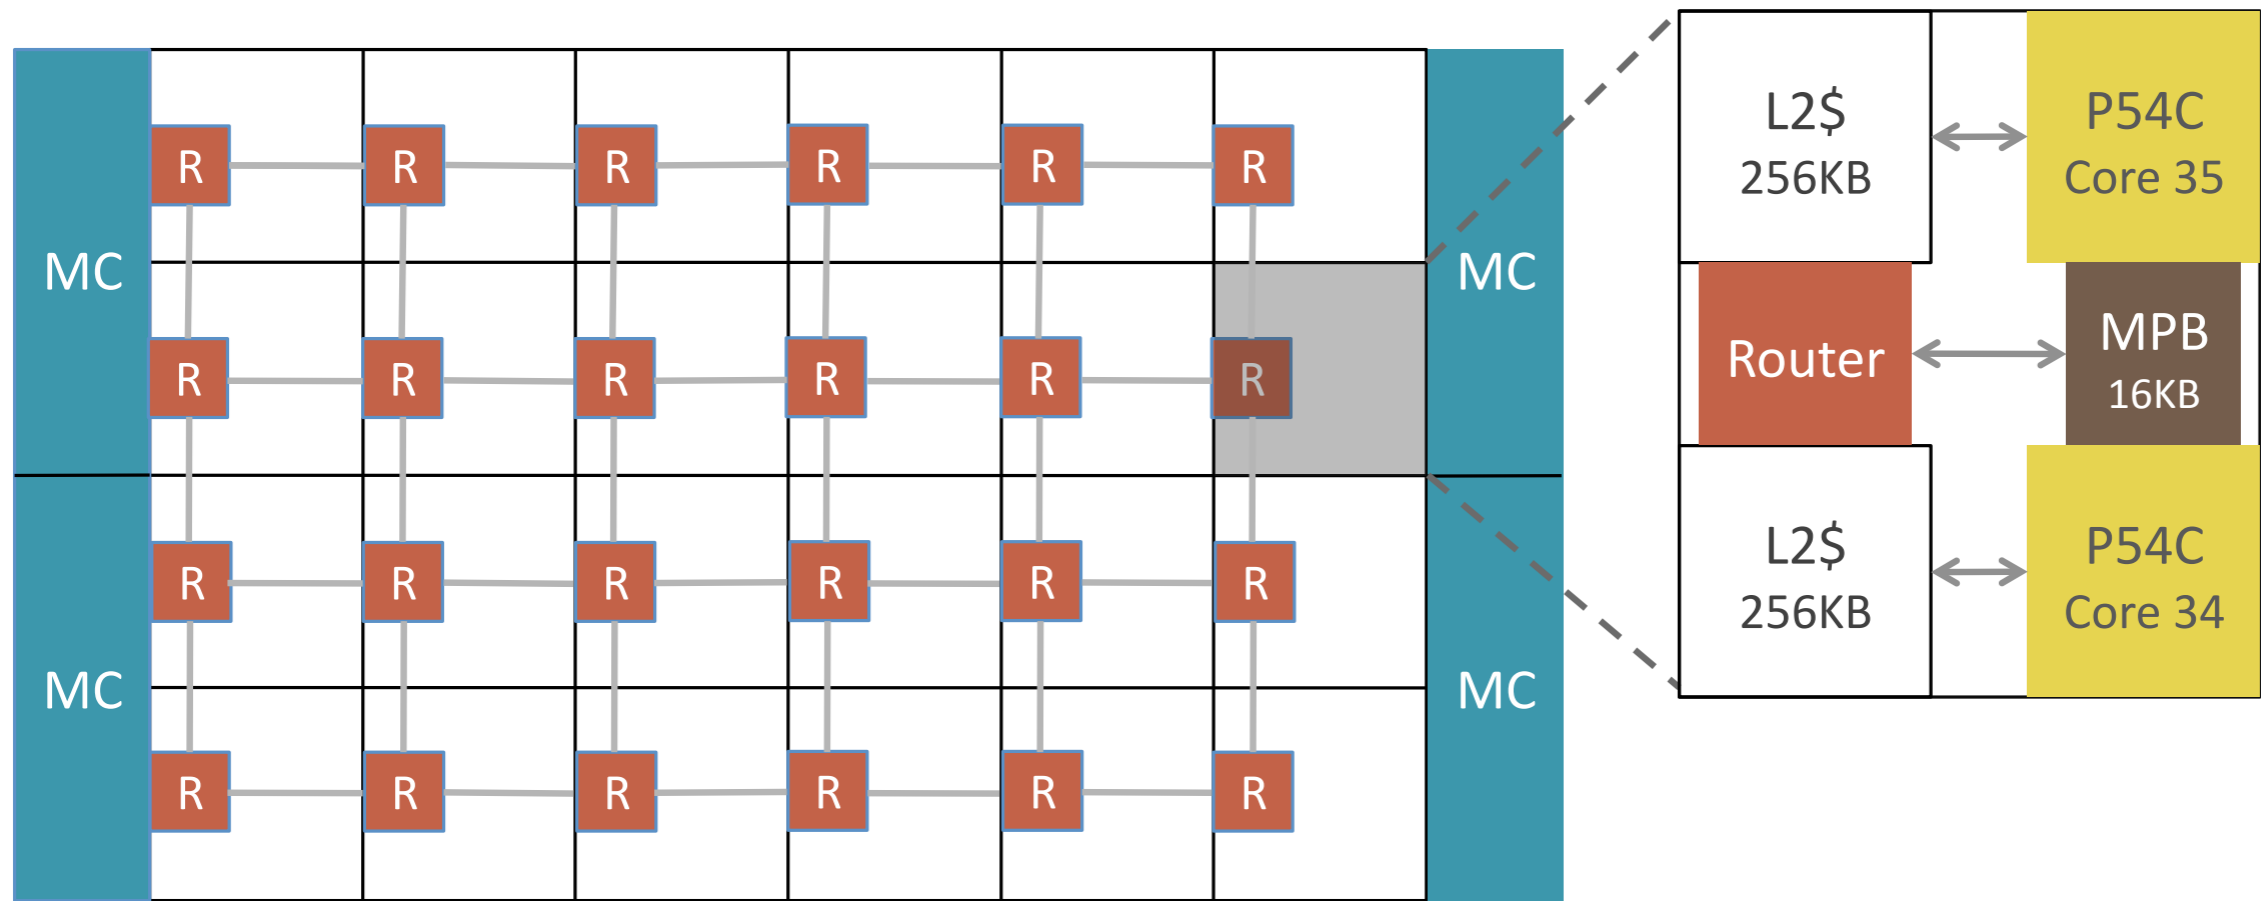 R R R R R R
MC MC
R R R R R R
R R R R R R
MC MC
R R R R R R
L2$
256KB
P54C
Core 35
Router
MPB
16KB
L2$
256KB
P54C
Core 34